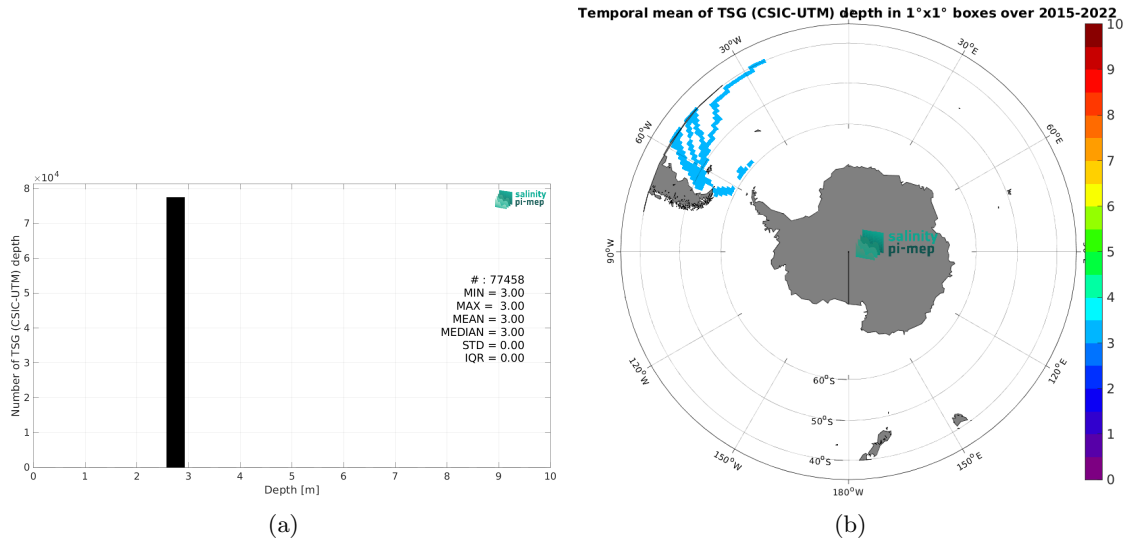 ×10⁴
8
7
6
5
4
3
2
1
0
Number of TSG (CSIC-UTM) depth
salinity
pi-mep
# : 77458
MIN = 3.00
MAX = 3.00
MEAN = 3.00
MEDIAN = 3.00
STD = 0.00
IQR = 0.00
0 1 2 3 4 5 6 7 8 9 10
Depth [m]
(a)
Temporal mean of TSG (CSIC-UTM) depth in 1°x1° boxes over 2015-2022
30°W
30°E
60°W
60°E
90°W
salinity
pi-mep
120°W
120°E
60°S
50°S
40°S
150°W
150°E
180°W
10
9
8
7
6
5
4
3
2
1
0
(b)